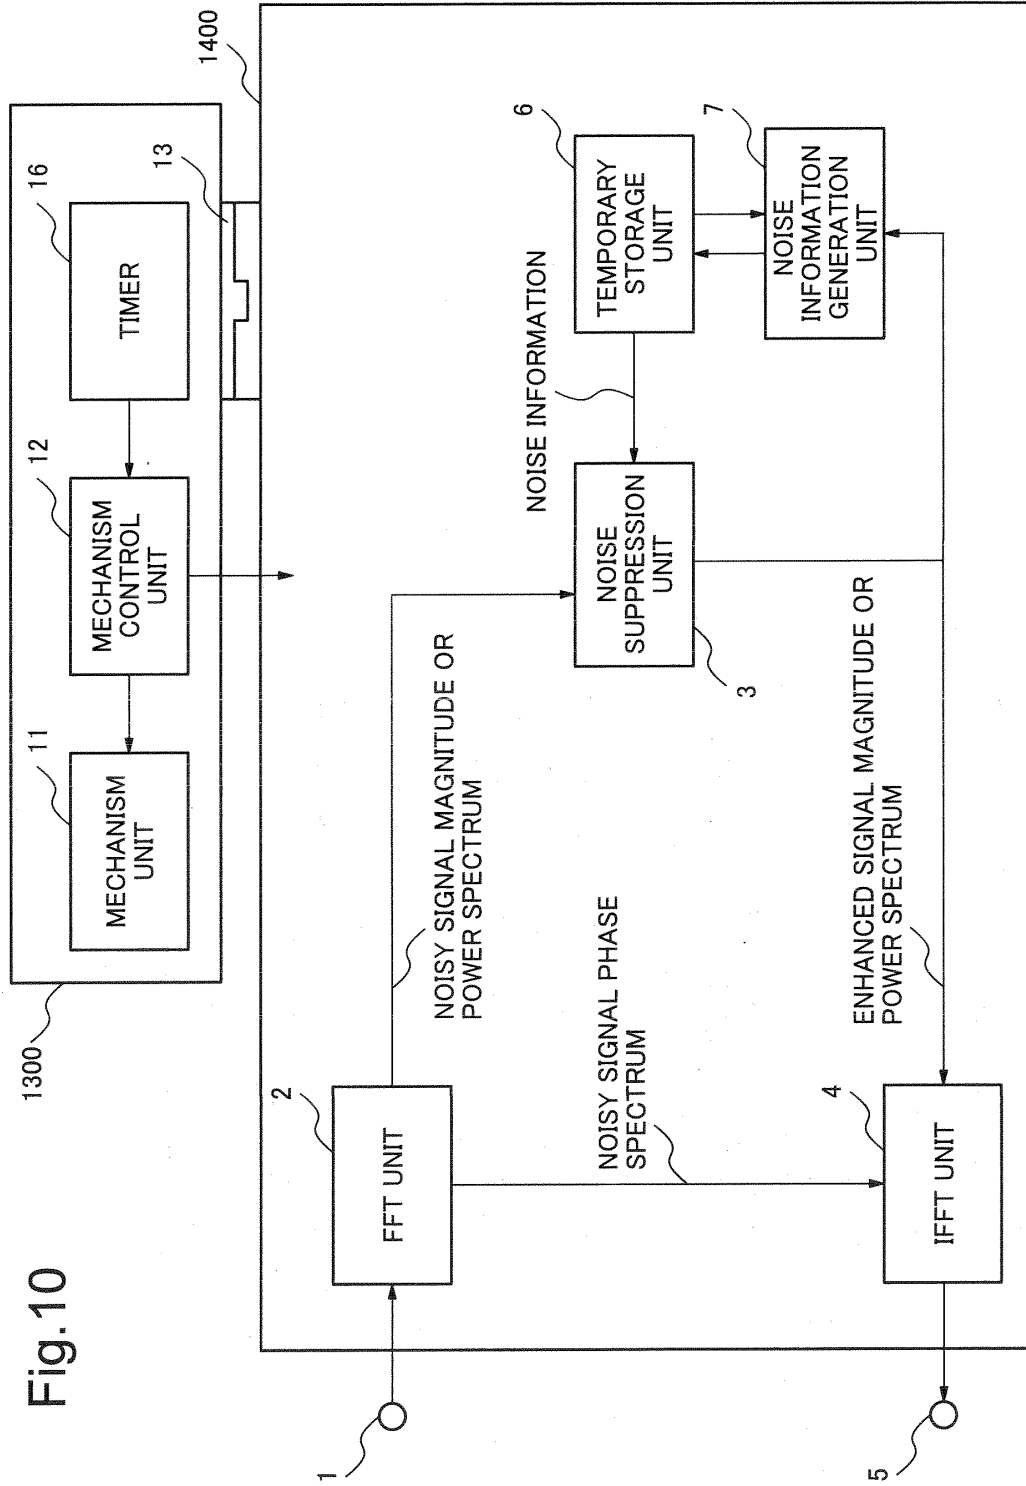 Fig.10
1300
11
12
16
13
MECHANISM
UNIT
MECHANISM
CONTROL
UNIT
TIMER
1400
1
2
FFT UNIT
NOISY SIGNAL MAGNITUDE OR
POWER SPECTRUM
NOISY SIGNAL PHASE
SPECTRUM
NOISE INFORMATION
6
TEMPORARY
STORAGE
UNIT
NOISE
SUPPRESSION
UNIT
3
7
NOISE
INFORMATION
GENERATION
UNIT
ENHANCED SIGNAL MAGNITUDE OR
POWER SPECTRUM
4
IFFT UNIT
5